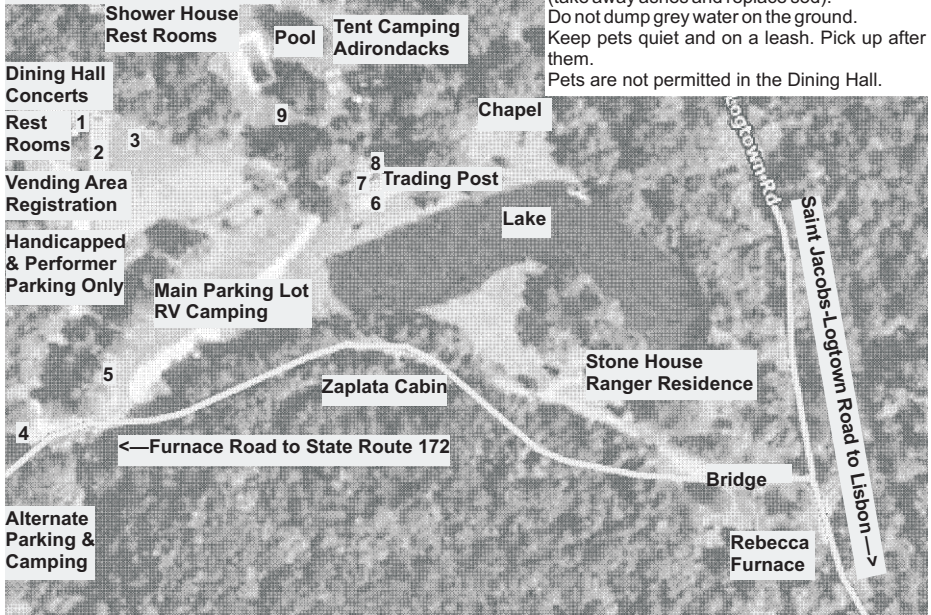 (take away ashes and replace sod).
Do not dump grey water on the ground.
Keep pets quiet and on a leash. Pick up after
them.
Pets are not permitted in the Dining Hall.
Shower House
Rest Rooms
Pool
Tent Camping
Adirondacks
Dining Hall
Concerts
9
Chapel
Logtown Rd
Rest
Rooms
1
2
3
8
7
Trading Post
6
Vending Area
Registration
Lake
Saint Jacobs-Logtown Road to Lisbon—>
Handicapped
& Performer
Parking Only
Main Parking Lot
RV Camping
5
Stone House
Ranger Residence
Zaplata Cabin
4
<—Furnace Road to State Route 172
Bridge
Alternate
Parking &
Camping
Rebecca
Furnace